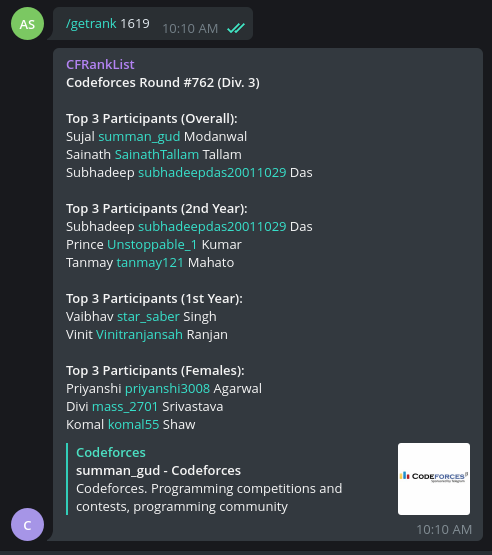 AS
/getrank 1619 10:10 AM
CFRankList
Codeforces Round #762 (Div. 3)
Top 3 Participants (Overall):
Sujal summan_gud Modanwal
Sainath SainathTallam Tallam
Subhadeep subhadeepdas20011029 Das
Top 3 Participants (2nd Year):
Subhadeep subhadeepdas20011029 Das
Prince Unstoppable_1 Kumar
Tanmay tanmay121 Mahato
Top 3 Participants (1st Year):
Vaibhav star_saber Singh
Vinit Vinitranjansah Ranjan
Top 3 Participants (Females):
Priyanshi priyanshi3008 Agarwal
Divi mass_2701 Srivastava
Komal komal55 Shaw
Codeforces
summan_gud - Codeforces
Codeforces. Programming competitions and
contests, programming community
CODEFORCES
C
10:10 AM